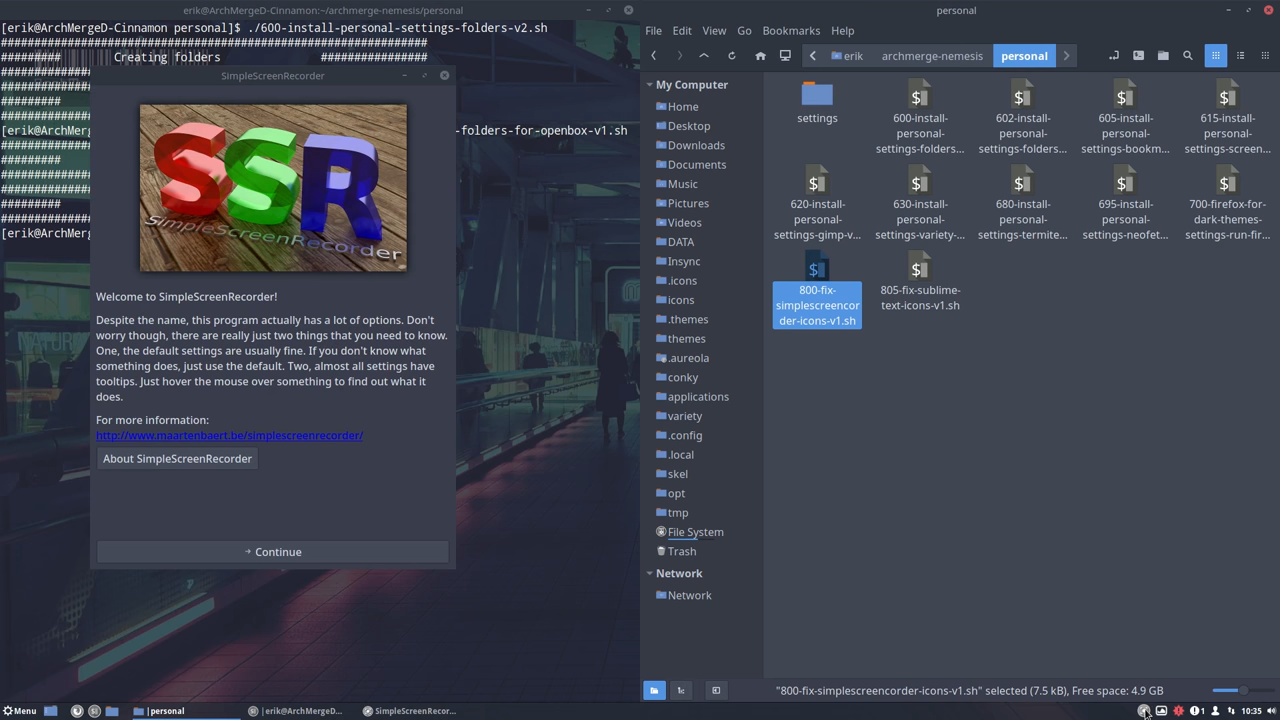 erik@ArchMergeD-Cinnamon:~/archmerge-nemesis/personal
[erik@ArchMergeD-Cinnamon personal]$ ./600-install-personal-settings-folders-v2.sh
################################################################
######### Creating folders ################
-folders-for-openbox-v1.sh
[erik@ArchMerg
#########
[erik@ArchMerg
SimpleScreenRecorder
SSR
SimpleScreenRecorder
Welcome to SimpleScreenRecorder!
Despite the name, this program actually has a lot of options. Don't
worry though, there are really just two things that you need to know.
One, the default settings are usually fine. If you don't know what
something does, just use the default. Two, almost all settings have
tooltips. Just hover the mouse over something to find out what it
does.
For more information:
http://www.maartenbaert.be/simplescreenrecorder/
About SimpleScreenRecorder
Continue
personal
File Edit View Go Bookmarks Help
erik archmerge-nemesis personal
My Computer
Home
Desktop
Downloads
Documents
Music
Pictures
Videos
DATA
Insync
.icons
icons
.themes
themes
.aureola
conky
applications
variety
.config
.local
skel
opt
tmp
File System
Trash
Network
Network
settings
600-install-
personal-
settings-folders...
602-install-
personal-
settings-folders...
605-install-
personal-
settings-bookm...
615-install-
personal-
settings-screen...
620-install-
personal-
settings-gimp-v...
630-install-
personal-
settings-variety-...
680-install-
personal-
settings-termite...
695-install-
personal-
settings-neofet...
700-firefox-for-
dark-themes-
settings-run-fir...
800-fix-
simplescreencor
der-icons-v1.sh
805-fix-sublime-
text-icons-v1.sh
"800-fix-simplescreencorder-icons-v1.sh" selected (7.5 kB), Free space: 4.9 GB
Menu
personal
erik@ArchMergeD...
SimpleScreenRecor...
1
10:35